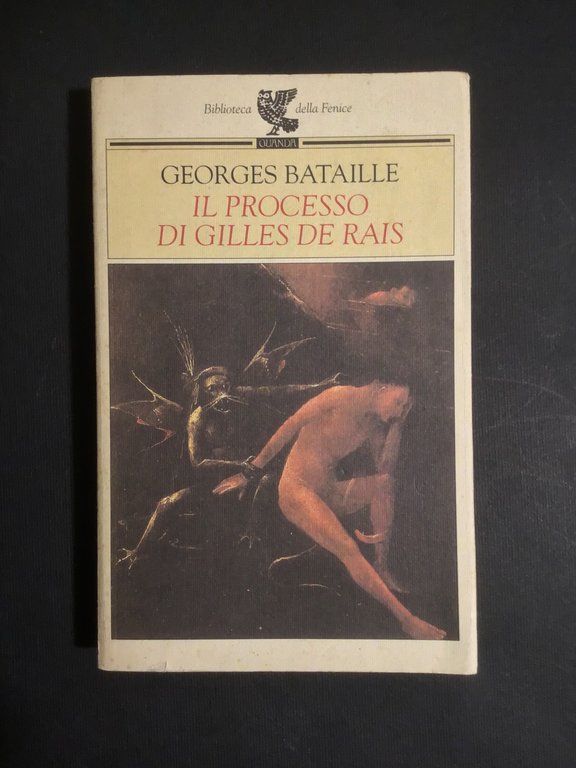 Biblioteca della Fenice
GUANDA
GEORGES BATAILLE
IL PROCESSO
DI GILLES DE RAIS